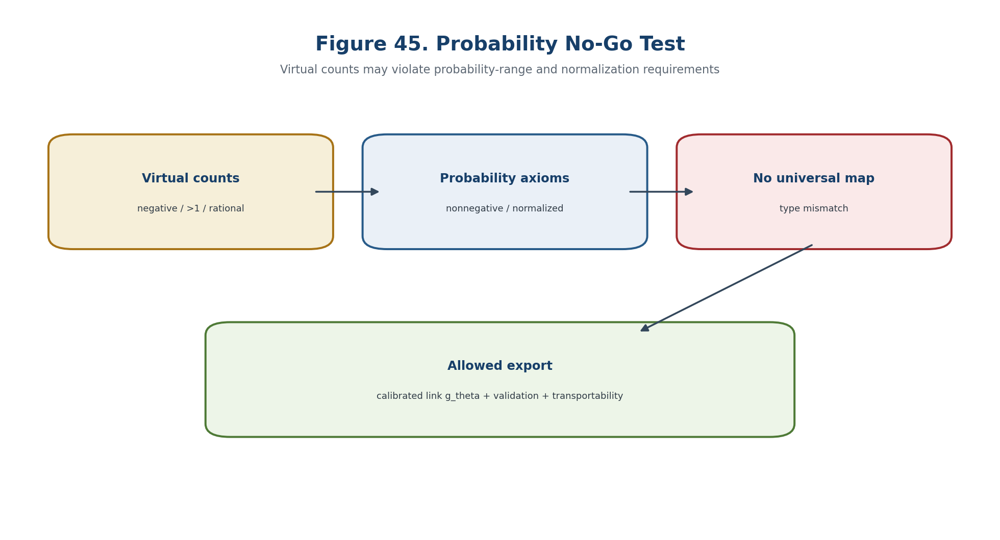 Figure 45. Probability No-Go Test
Virtual counts may violate probability-range and normalization requirements
Virtual counts
negative / >1 / rational
Probability axioms
nonnegative / normalized
No universal map
type mismatch
Allowed export
calibrated link g_theta + validation + transportability